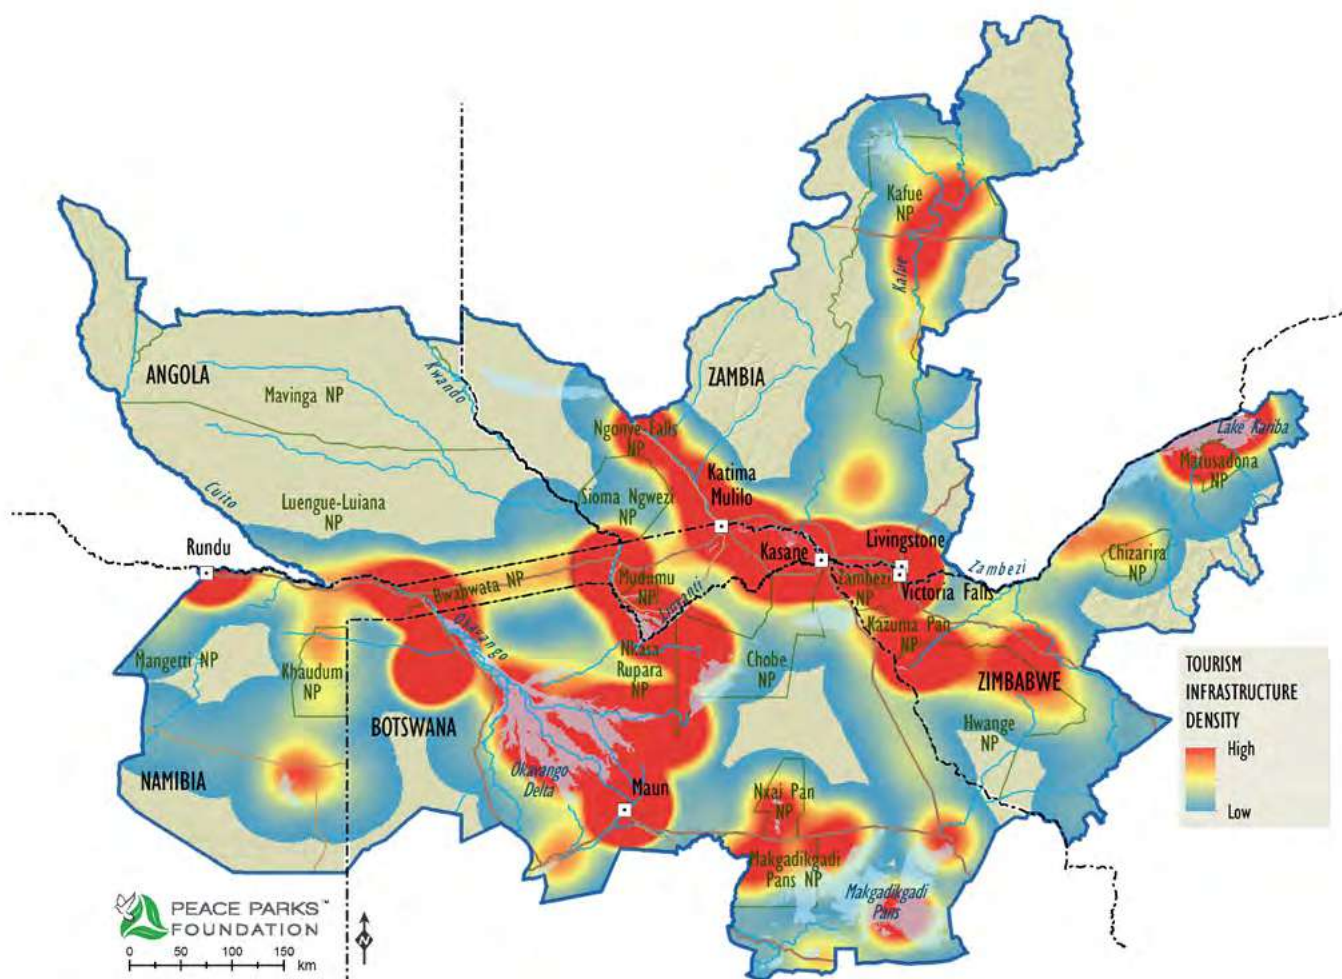 Kafue
NP
Kafue
ANGOLA
ZAMBIA
Kwando
Mavinga NP
Lake Kariba
Ngonye-Falls
NP
Matusadona
NP
Katima
Mulilo
Cuito
Sioma Ngwezi
NP
Luengue-Luiana
NP
Rundu
Kasane
Livingstone
Chizarira
NP
Zambezi
Bwabwata NP
Mudumu
NP
Zambezi
NP
Victoria Falls
Linyanti
Okavango
Kazuma Pan
NP
Mangetti NP
Khaudum
NP
Nkasa
Rupara
NP
Chobe
NP
ZIMBABWE
BOTSWANA
Hwange
NP
NAMIBIA
Okavango
Delta
Maun
Nxai Pan
NP
Makgadikgadi
Pans NP
Makgadikgadi
Pans
TOURISM
INFRASTRUCTURE
DENSITY
High
Low
PEACE PARKS™
FOUNDATION
0 50 100 150
km
N